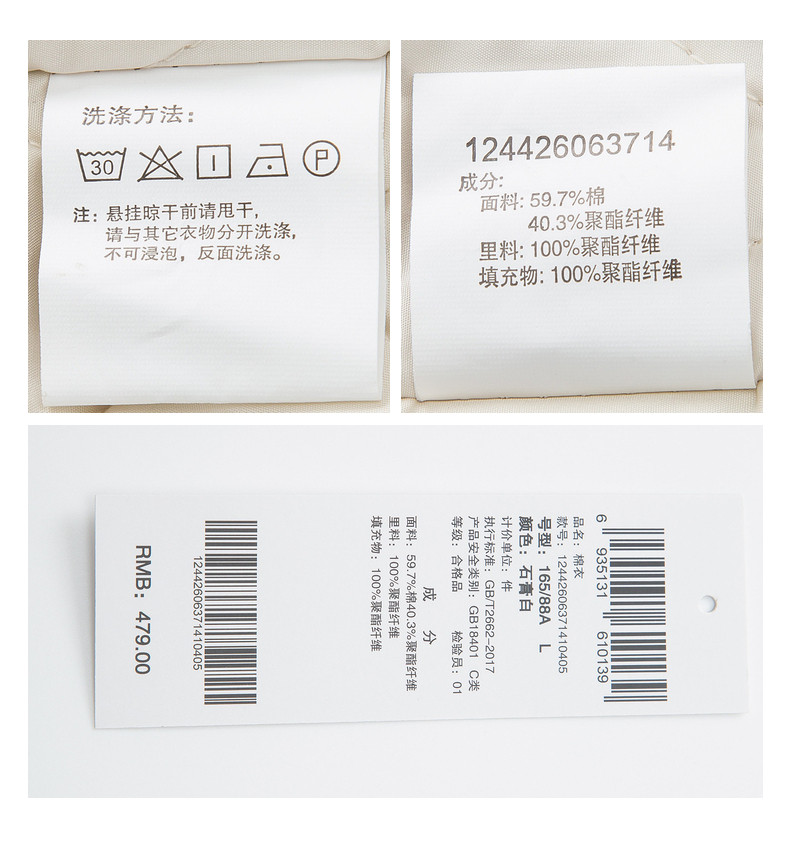 洗涤方法：
30
P
注: 悬挂晾干前请甩干,
请与其它衣物分开洗涤,
不可浸泡，反面洗涤。
124426063714
成分:
面料: 59.7%棉
40.3%聚酯纤维
里料: 100%聚酯纤维
填充物: 100%聚酯纤维
6 935131 610139
品名：棉衣
款号：12442606371410405
号型：165/88A L
颜色：石膏白
计价单位：件
执行标准：GB/T2662-2017
产品安全类别：GB18401 C类
等级：合格品 检验员：01
成 分
面料：59.7%棉40.3%聚酯纤维
里料：100%聚酯纤维
填充物：100%聚酯纤维
12442606371410405
RMB：479.00